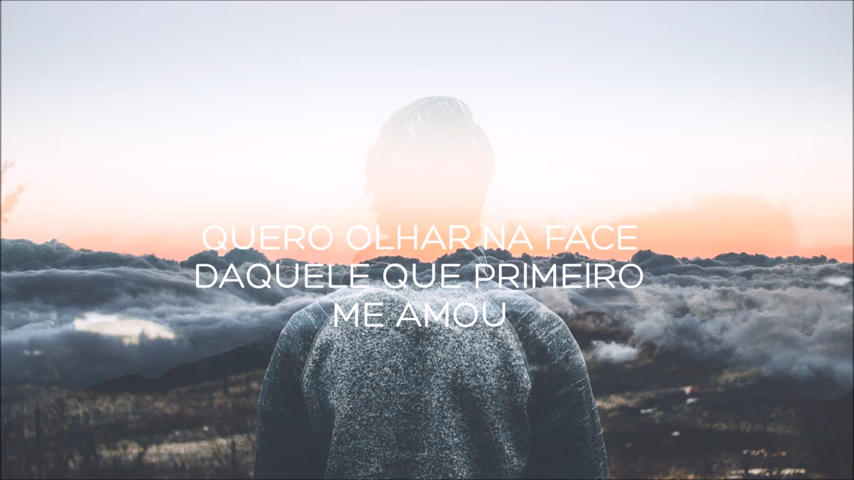 QUERO OLHAR NA FACE
DAQUELE QUE PRIMEIRO
ME AMOU